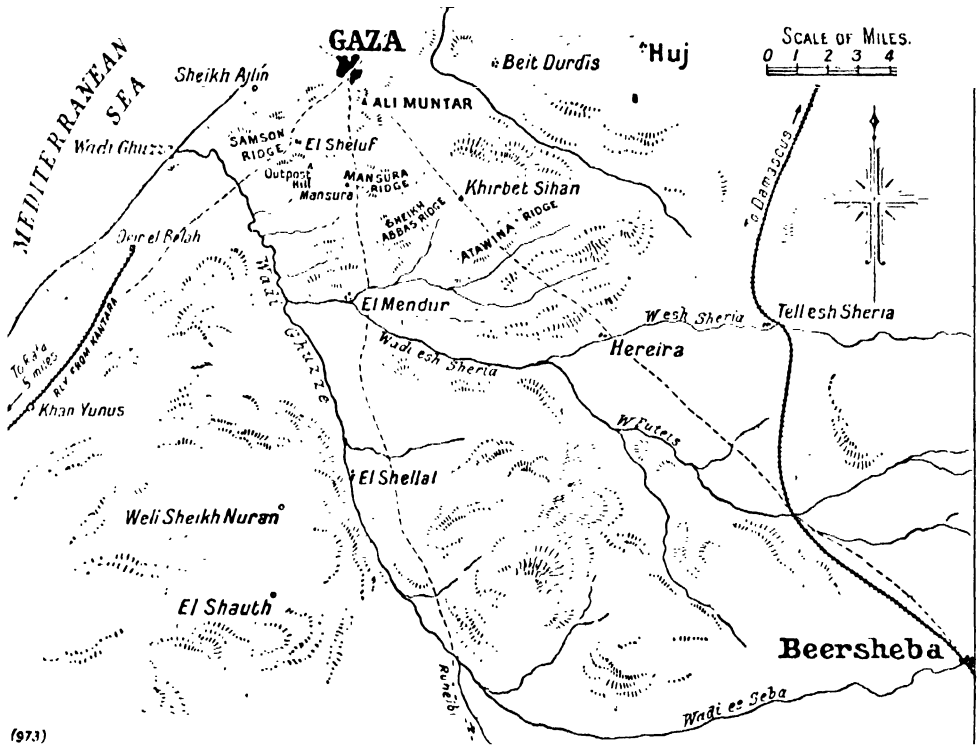 GAZA
SCALE OF MILES.
0 1 2 3 4
Huj
Beit Durdis
Sheikh Ajlin
MEDITERRANEAN
SEA
ALI MUNTAR
Wadi Ghuzze
SAMSON
RIDGE
El Sheluf
Outpost
Hill
MANSURA
RIDGE
Mansura
Khirbet Sihan
SHEIKH
ABBAS RIDGE
ATAWINA RIDGE
To Damascus
Deir el Belah
Wadi Ghuzze
El Mendur
W esh Sheria
Tell esh Sheria
Wadi esh Sheria
Hereira
5 miles
RLY FROM KANTARA
Khan Yunus
W Futeis
El Shellal
Weli Sheikh Nuran
El Shauth
Beersheba
Ruheibi
Wadi es Seba
(973)